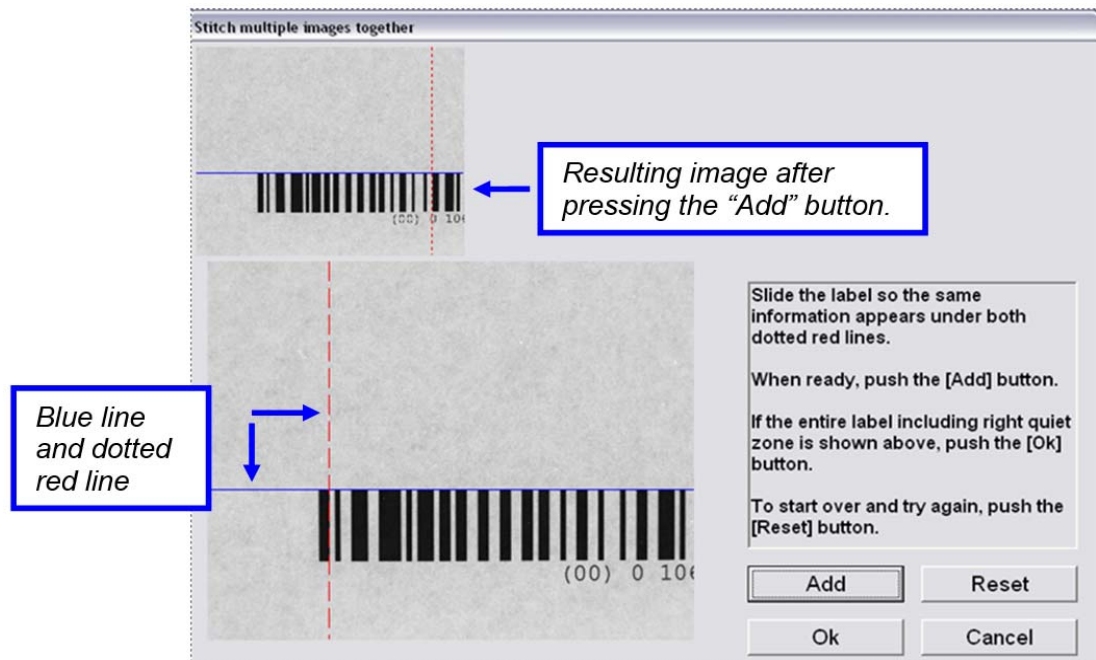 Stitch multiple images together
(00) 0 106
Resulting image after
pressing the “Add” button.
Blue line
and dotted
red line
(00) 0 106
Slide the label so the same
information appears under both
dotted red lines.
When ready, push the [Add] button.
If the entire label including right quiet
zone is shown above, push the [Ok]
button.
To start over and try again, push the
[Reset] button.
Add
Reset
Ok
Cancel